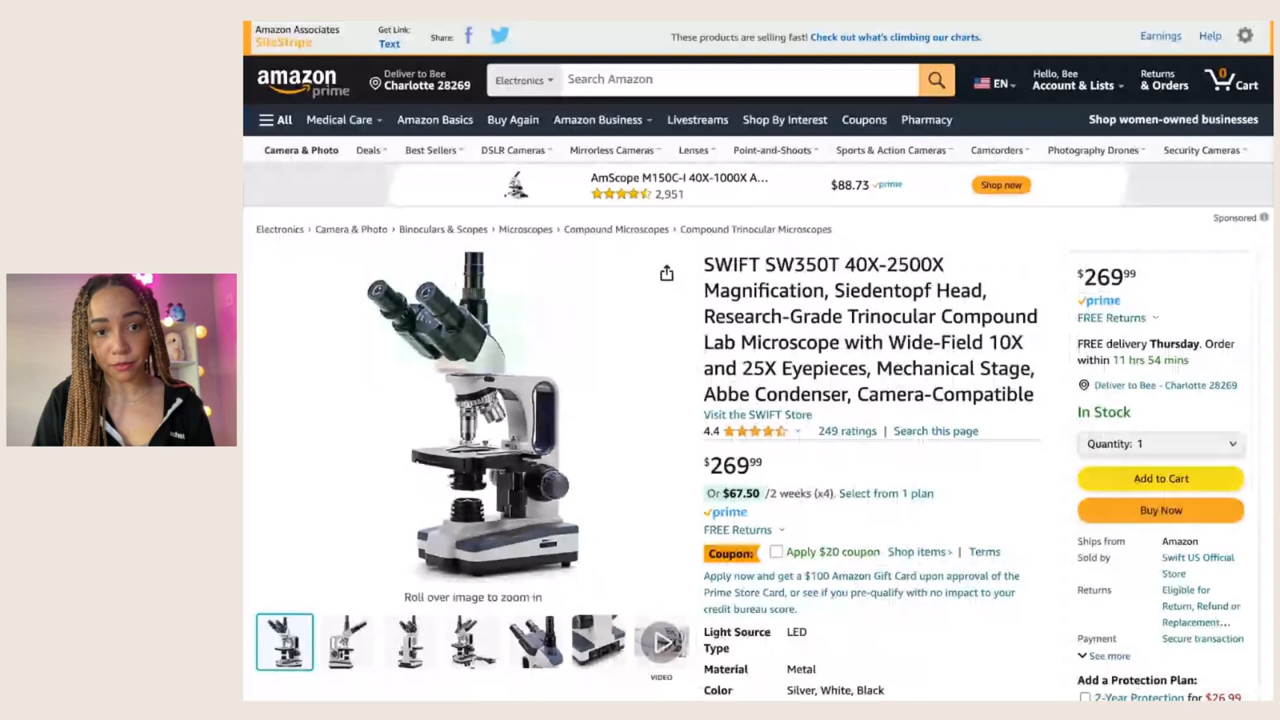 Amazon Associates
SiteStripe
Get Link:
Text
Share:
These products are selling fast! Check out what's climbing our charts.
Earnings
Help
amazon
prime
Deliver to Bee
Charlotte 28269
Electronics
Search Amazon
EN
Hello, Bee
Account & Lists
Returns
& Orders
0
Cart
All
Medical Care
Amazon Basics
Buy Again
Amazon Business
Livestreams
Shop By Interest
Coupons
Pharmacy
Shop women-owned businesses
Camera & Photo
Deals
Best Sellers
DSLR Cameras
Mirrorless Cameras
Lenses
Point-and-Shoots
Sports & Action Cameras
Camcorders
Photography Drones
Security Cameras
AmScope M150C-I 40X-1000X A...
2,951
$88.73 prime
Shop now
Sponsored
Electronics › Camera & Photo › Binoculars & Scopes › Microscopes › Compound Microscopes › Compound Trinocular Microscopes
SWIFT SW350T 40X-2500X
Magnification, Siedentopf Head,
Research-Grade Trinocular Compound
Lab Microscope with Wide-Field 10X
and 25X Eyepieces, Mechanical Stage,
Abbe Condenser, Camera-Compatible
Visit the SWIFT Store
4.4
249 ratings | Search this page
$269 99
Or $67.50 /2 weeks (x4). Select from 1 plan
prime
FREE Returns
Coupon: Apply $20 coupon Shop items › | Terms
Apply now and get a $100 Amazon Gift Card upon approval of the
Prime Store Card, or see if you pre-qualify with no impact to your
credit bureau score.
Light Source
Type
LED
Material
Metal
Color
Silver, White, Black
Roll over image to zoom in
VIDEO
$269 99
prime
FREE Returns
FREE delivery Thursday. Order
within 11 hrs 54 mins
Deliver to Bee - Charlotte 28269
In Stock
Quantity: 1
Add to Cart
Buy Now
Ships from
Amazon
Sold by
Swift US Official
Store
Returns
Eligible for
Return, Refund or
Replacement...
Payment
Secure transaction
See more
Add a Protection Plan:
2-Year Protection for $26.99